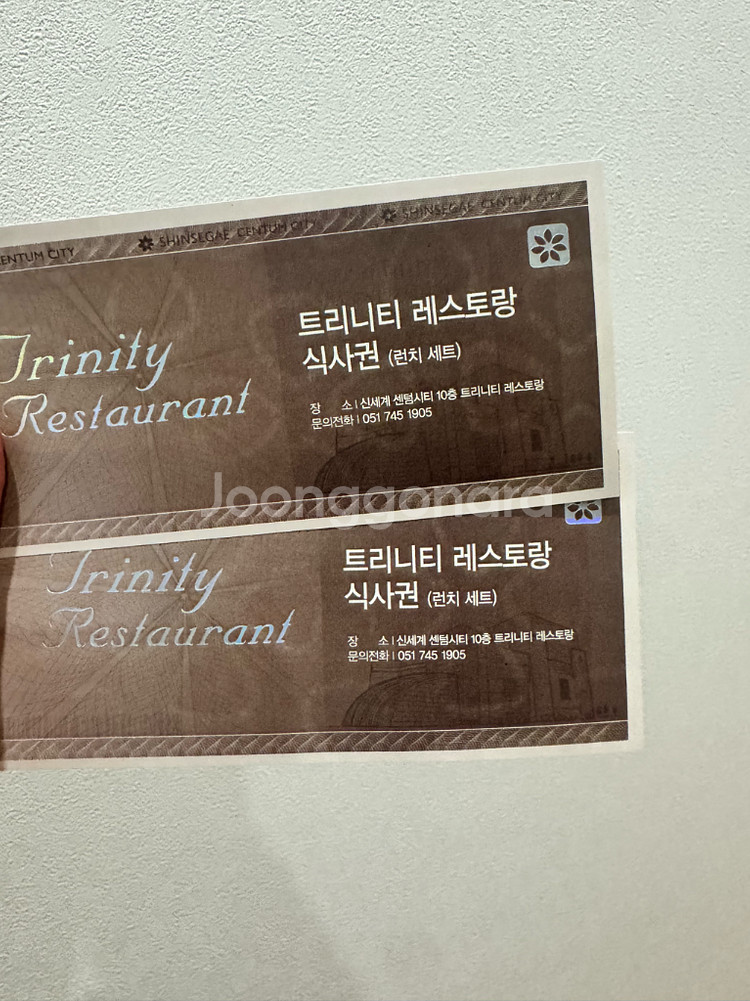 CENTUM CITY SHINSEGAE CENTUM CITY SHINSEGAE CENTUM CITY
Trinity
Restaurant
트리니티 레스토랑
식사권 (런치 세트)
장 소 | 신세계 센텀시티 10층 트리니티 레스토랑
문의전화 | 051 745 1905
Joonggonara
Trinity
Restaurant
트리니티 레스토랑
식사권 (런치 세트)
장 소 | 신세계 센텀시티 10층 트리니티 레스토랑
문의전화 | 051 745 1905